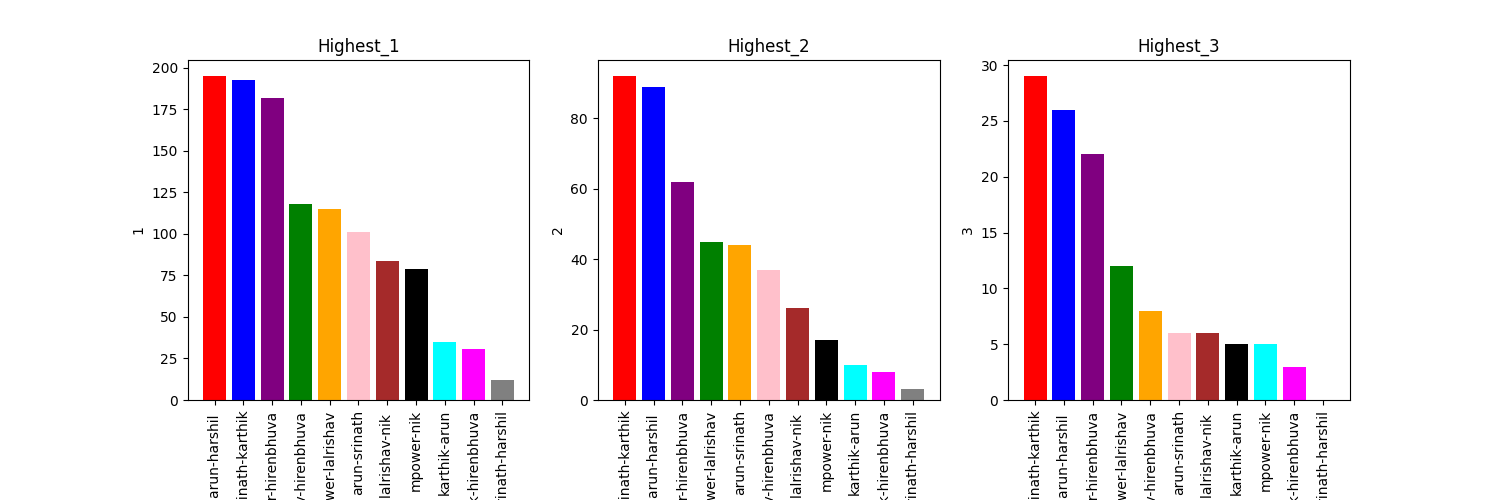 Highest_1
Highest_2
Highest_3
200
175
150
125
100
75
50
25
0
1
arun-harshil
inath-karthik
r-hirenbhuva
y-hirenbhuva
wer-lalrishav
arun-srinath
lalrishav-nik
mpower-nik
karthik-arun
k-hirenbhuva
inath-harshil
80
60
40
20
0
2
inath-karthik
arun-harshil
r-hirenbhuva
ower-lalrishav
arun-srinath
y-hirenbhuva
lalrishav-nik
mpower-nik
karthik-arun
k-hirenbhuva
inath-harshil
30
25
20
15
10
5
0
3
inath-karthik
arun-harshil
r-hirenbhuva
wer-lalrishav
y-hirenbhuva
arun-srinath
lalrishav-nik
karthik-arun
mpower-nik
k-hirenbhuva
inath-harshil